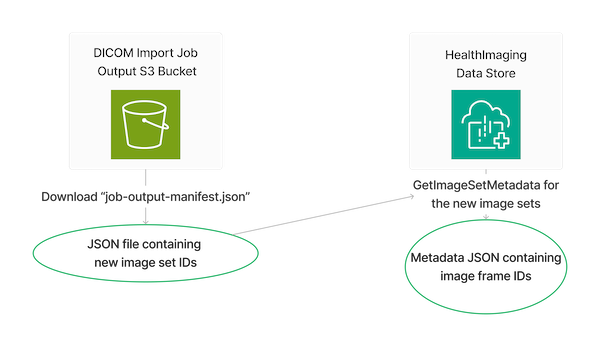 DICOM Import Job
Output S3 Bucket
Download “job-output-manifest.json”
JSON file containing
new image set IDs
HealthImaging
Data Store
GetImageSetMetadata for
the new image sets
Metadata JSON containing
image frame IDs